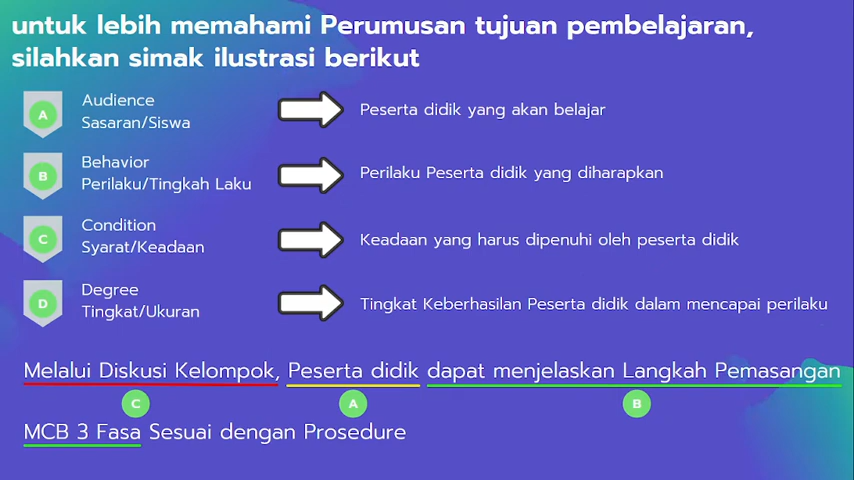 untuk lebih memahami Perumusan tujuan pembelajaran,
silahkan simak ilustrasi berikut
A
Audience
Sasaran/Siswa
Peserta didik yang akan belajar
B
Behavior
Perilaku/Tingkah Laku
Perilaku Peserta didik yang diharapkan
C
Condition
Syarat/Keadaan
Keadaan yang harus dipenuhi oleh peserta didik
D
Degree
Tingkat/Ukuran
Tingkat Keberhasilan Peserta didik dalam mencapai perilaku
Melalui Diskusi Kelompok, Peserta didik dapat menjelaskan Langkah Pemasangan
C A B
MCB 3 Fasa Sesuai dengan Prosedure